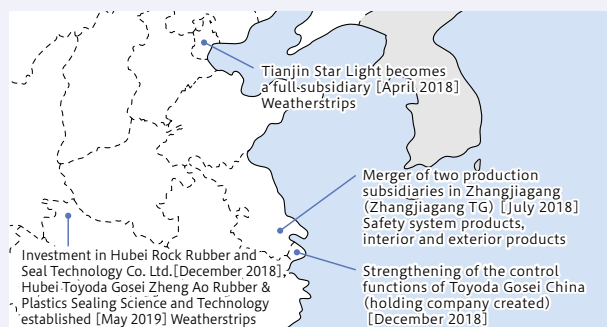 Tianjin Star Light becomes
a full-subsidiary [April 2018]
Weatherstrips
Merger of two production
subsidiaries in Zhangjiagang
(Zhangjiagang TG) [July 2018]
Safety system products,
interior and exterior products
Investment in Hubei Rock Rubber and
Seal Technology Co. Ltd.[December 2018],
Hubei Toyoda Gosei Zheng Ao Rubber &
Plastics Sealing Science and Technology
established [May 2019] Weatherstrips
Strengthening of the control
functions of Toyoda Gosei China
(holding company created)
[December 2018]